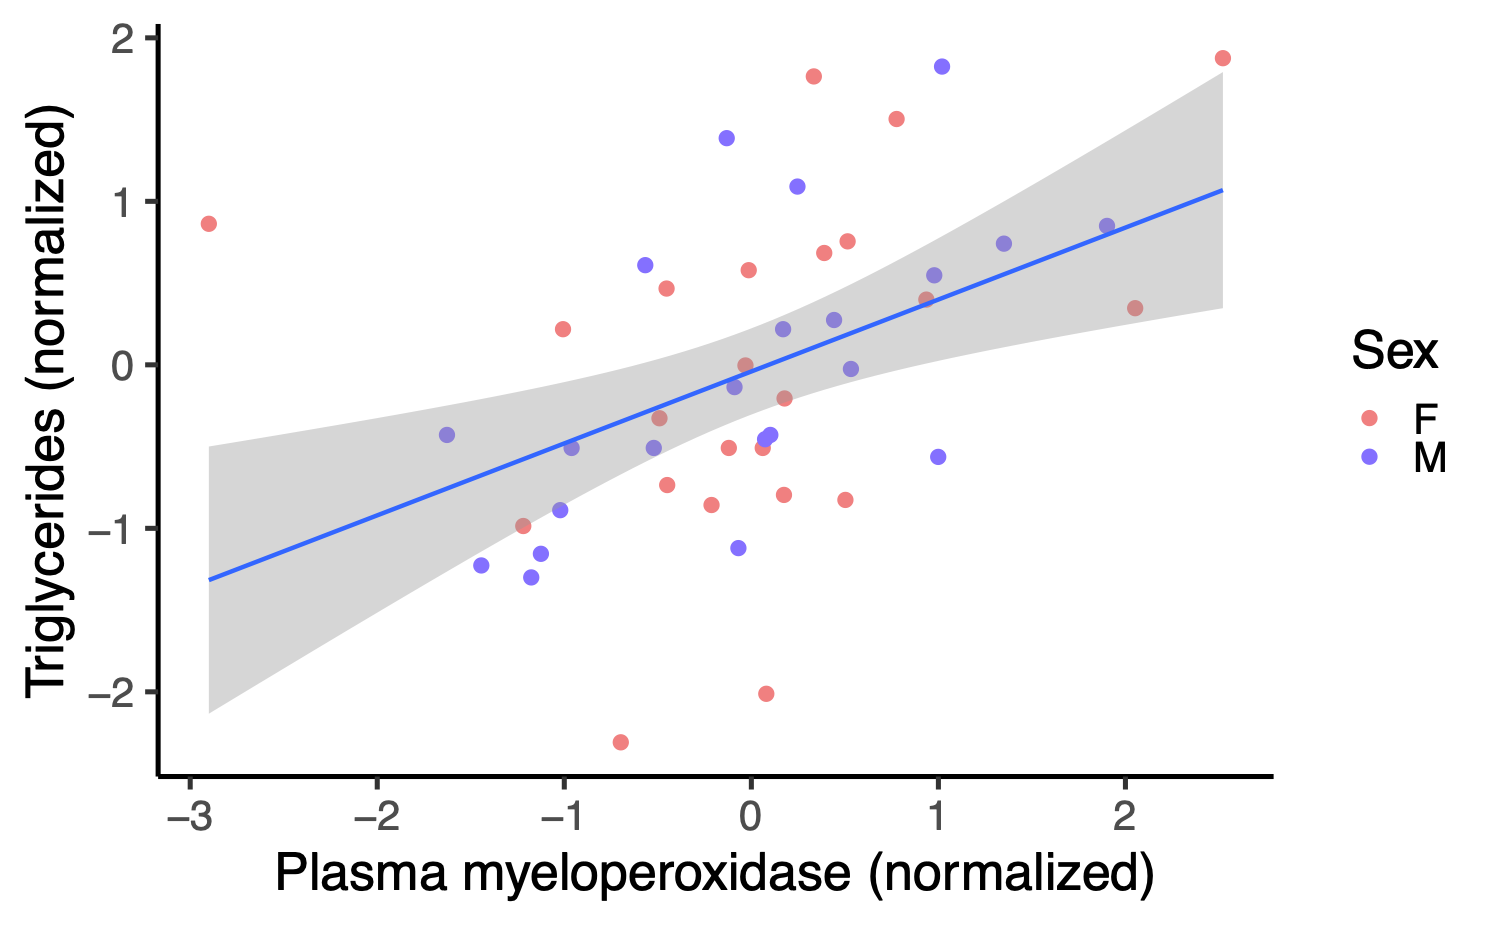 Triglycerides (normalized)
2
1
0
−1
−2
−3 −2 −1 0 1 2
Plasma myeloperoxidase (normalized)
Sex
F
M